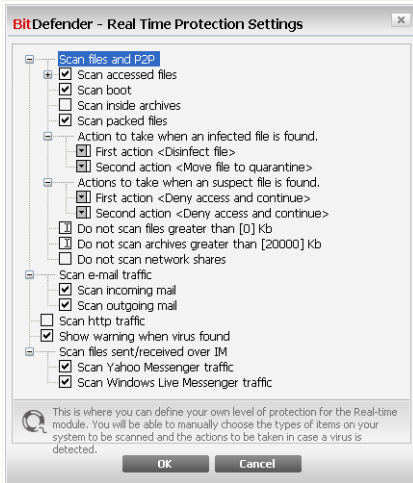 BitDefender - Real Time Protection Settings
Scan files and P2P
Scan accessed files
Scan boot
Scan inside archives
Scan packed files
Action to take when an infected file is found.
First action <Disinfect file>
Second action <Move file to quarantine>
Actions to take when an suspect file is found.
First action <Deny access and continue>
Second action <Deny access and continue>
Do not scan files greater than [0] Kb
Do not scan archives greater than [20000] Kb
Do not scan network shares
Scan e-mail traffic
Scan incoming mail
Scan outgoing mail
Scan http traffic
Show warning when virus found
Scan files sent/received over IM
Scan Yahoo Messenger traffic
Scan Windows Live Messenger traffic
This is where you can define your own level of protection for the Real-time
module. You will be able to manually choose the types of items on your
system to be scanned and the actions to be taken in case a virus is
detected.
OK Cancel